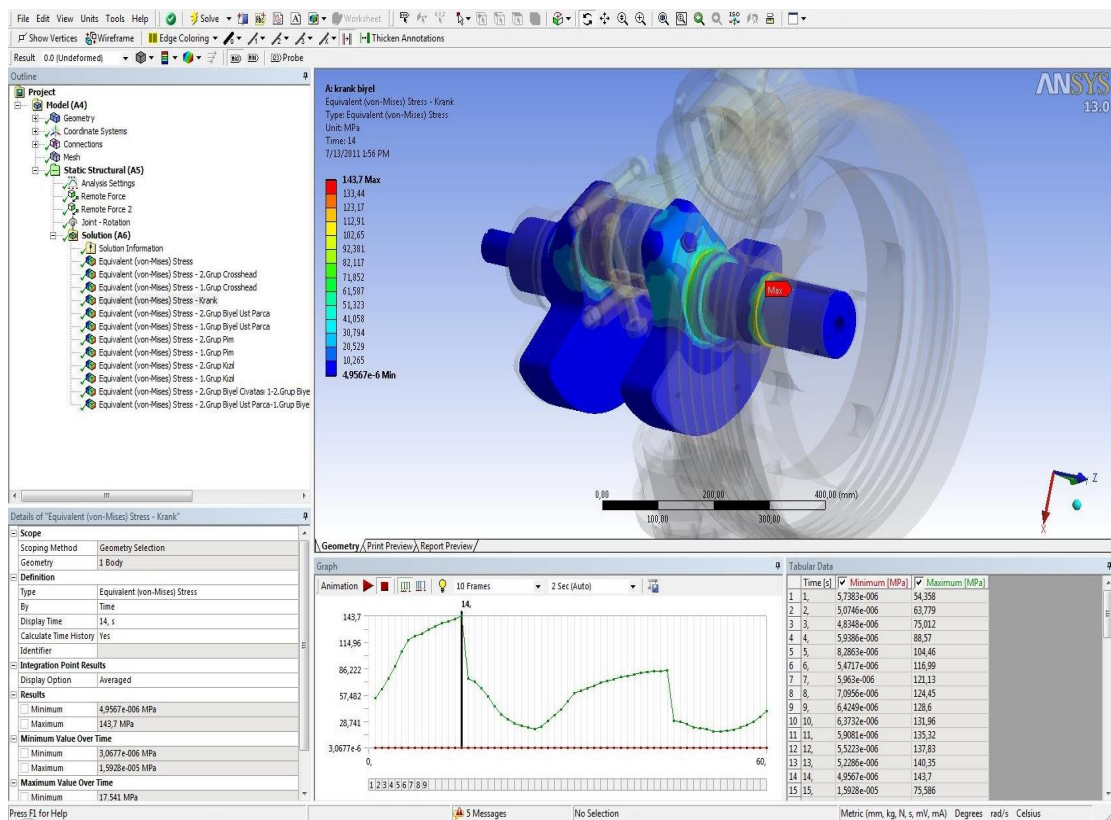 File Edit View Units Tools Help Solve Worksheet
Show Vertices Wireframe Edge Coloring Thicken Annotations
Result 0.0 (Undeformed) Probe
Outline
Project
Model (A4)
Geometry
Coordinate Systems
Connections
Mesh
Static Structural (A5)
Analysis Settings
Remote Force
Remote Force 2
Joint - Rotation
Solution (A6)
Solution Information
Equivalent (von-Mises) Stress
Equivalent (von-Mises) Stress - 2.Grup Crosshead
Equivalent (von-Mises) Stress - 1.Grup Crosshead
Equivalent (von-Mises) Stress - Krank
Equivalent (von-Mises) Stress - 2.Grup Biyel Ust Parca
Equivalent (von-Mises) Stress - 1.Grup Biyel Ust Parca
Equivalent (von-Mises) Stress - 2.Grup Pim
Equivalent (von-Mises) Stress - 1.Grup Pim
Equivalent (von-Mises) Stress - 2.Grup Kızıl
Equivalent (von-Mises) Stress - 1.Grup Kızıl
Equivalent (von-Mises) Stress - 2.Grup Biyel Civatası 1-2.Grup Biye
Equivalent (von-Mises) Stress - 2.Grup Biyel Ust Parca-1.Grup Biye
A: krank biyel
Equivalent (von-Mises) Stress - Krank
Type: Equivalent (von-Mises) Stress
Unit: MPa
Time: 14
7/13/2011 1:56 PM
143,7 Max
133,44
123,17
112,91
102,65
92,381
82,117
71,852
61,587
51,323
41,058
30,794
20,529
10,265
4,9567e-6 Min
ANSYS
13.0
Max
0,00 200,00 400,00 (mm)
100,00 300,00
Z
X
Geometry Print Preview Report Preview
Details of "Equivalent (von-Mises) Stress - Krank"
Scope
Scoping Method Geometry Selection
Geometry 1 Body
Definition
Type Equivalent (von-Mises) Stress
By Time
Display Time 14, s
Calculate Time History Yes
Identifier
Integration Point Results
Display Option Averaged
Results
Minimum 4,9567e-006 MPa
Maximum 143,7 MPa
Minimum Value Over Time
Minimum 3,0677e-006 MPa
Maximum 1,5928e-005 MPa
Maximum Value Over Time
Minimum 17.541 MPa
Graph
Animation 10 Frames 2 Sec (Auto)
14,
143,7
114,96
86,222
57,482
28,741
3,0677e-6
0, 60,
1 2 3 4 5 6 7 8 9
Tabular Data
Time [s] Minimum [MPa] Maximum [MPa]
1 1, 5,7383e-006 54,358
2 2, 5,0746e-006 63,779
3 3, 4,8348e-006 75,012
4 4, 5,9386e-006 88,57
5 5, 8,2863e-006 104,46
6 6, 5,4717e-006 116,99
7 7, 5,963e-006 121,13
8 8, 7,0956e-006 124,45
9 9, 6,4249e-006 128,6
10 10, 6,3732e-006 131,96
11 11, 5,9081e-006 135,32
12 12, 5,5223e-006 137,83
13 13, 5,2286e-006 140,35
14 14, 4,9567e-006 143,7
15 15, 1,5928e-005 75,586
Press F1 for Help 5 Messages No Selection Metric (mm, kg, N, s, mV, mA) Degrees rad/s Celsius